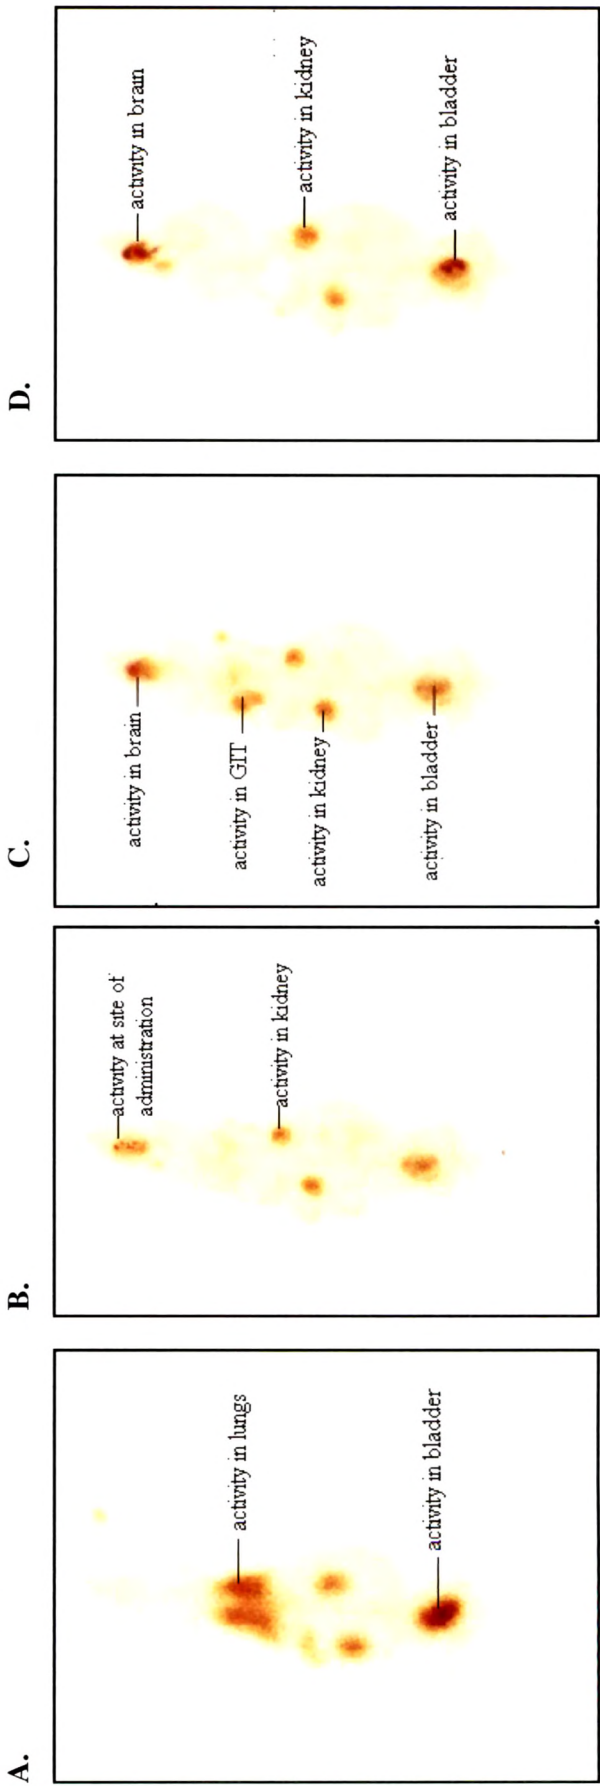 A.
activity in lungs
activity in bladder
B.
activity at site of
administration
activity in kidney
C.
activity in brain
activity in GIT
activity in kidney
activity in bladder
D.
activity in brain
activity in kidney
activity in bladder